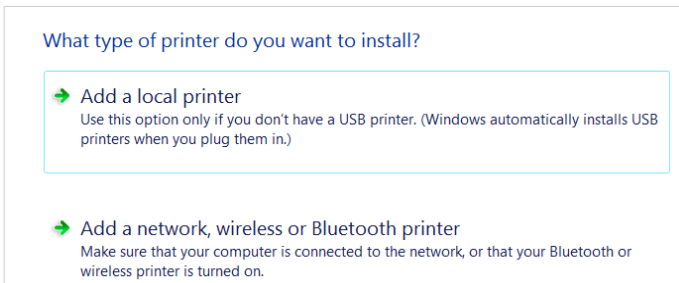 What type of printer do you want to install?
Add a local printer
Use this option only if you don't have a USB printer. (Windows automatically installs USB
printers when you plug them in.)
Add a network, wireless or Bluetooth printer
Make sure that your computer is connected to the network, or that your Bluetooth or
wireless printer is turned on.